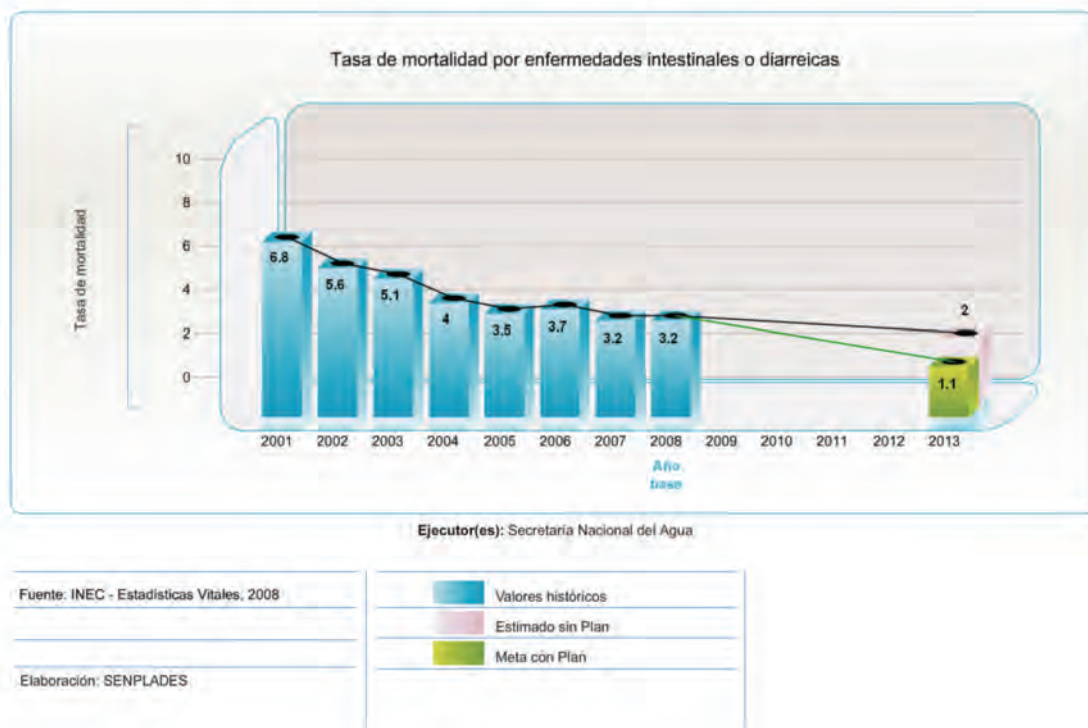 Tasa de mortalidad por enfermedades intestinales o diarreicas
Tasa de mortalidad
10
8
6
4
2
0
6.8
5.6
5.1
4
3.5
3.7
3.2
3.2
2
1.1
2001 2002 2003 2004 2005 2006 2007 2008 2009 2010 2011 2012 2013
Año
base
Ejecutor(es): Secretaría Nacional del Agua
Fuente: INEC - Estadísticas Vitales, 2008
Elaboración: SENPLADES
Valores históricos
Estimado sin Plan
Meta con Plan